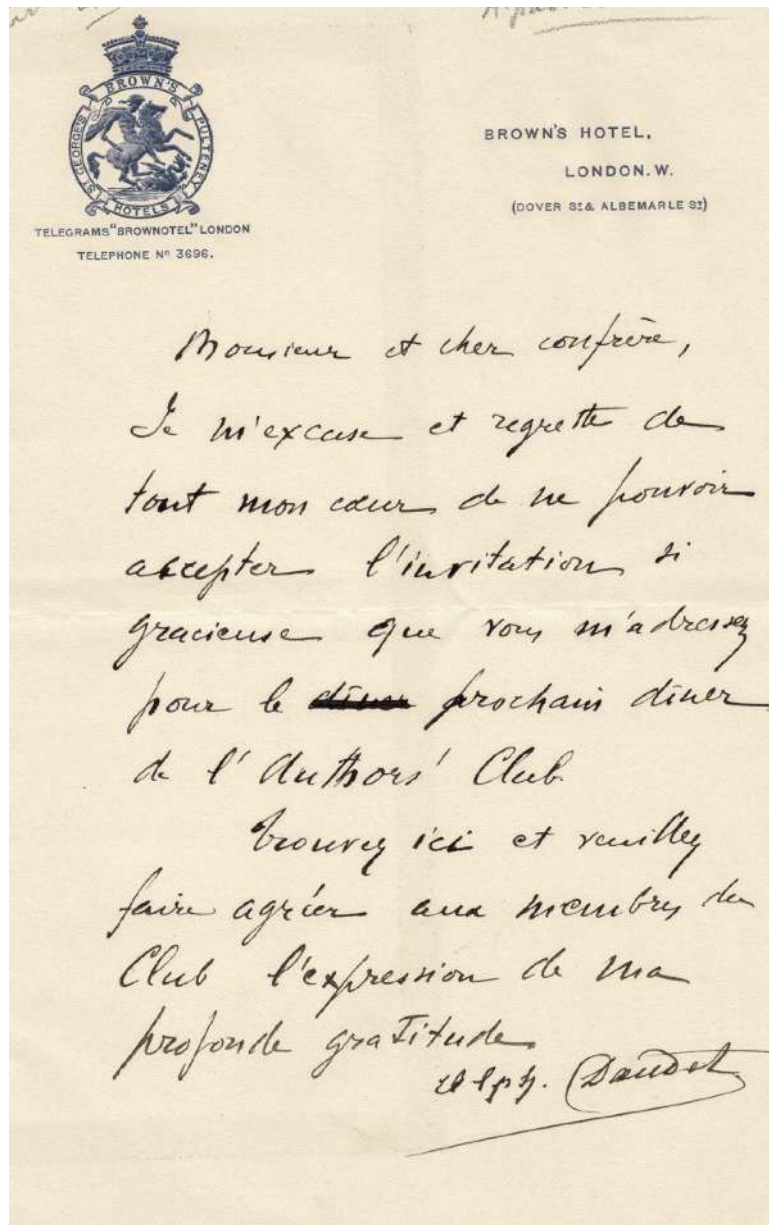 BROWN'S
ST GEORGE'S
PULTENEY
HOTELS
TELEGRAMS "BROWNOTEL" LONDON
TELEPHONE Nº 3696.
BROWN'S HOTEL,
LONDON. W.
(DOVER ST & ALBEMARLE ST)
Monsieur et cher confrère,
Je m'excuse et regrette de
tout mon cœur de ne pouvoir
accepter l'invitation si
gracieuse que vous m'adressez
pour le diner prochain diner
de l'Authors' Club
Trouvez ici et veuillez
faire agréer aux membres du
Club l'expression de ma
profonde gratitude
Alph. Daudet